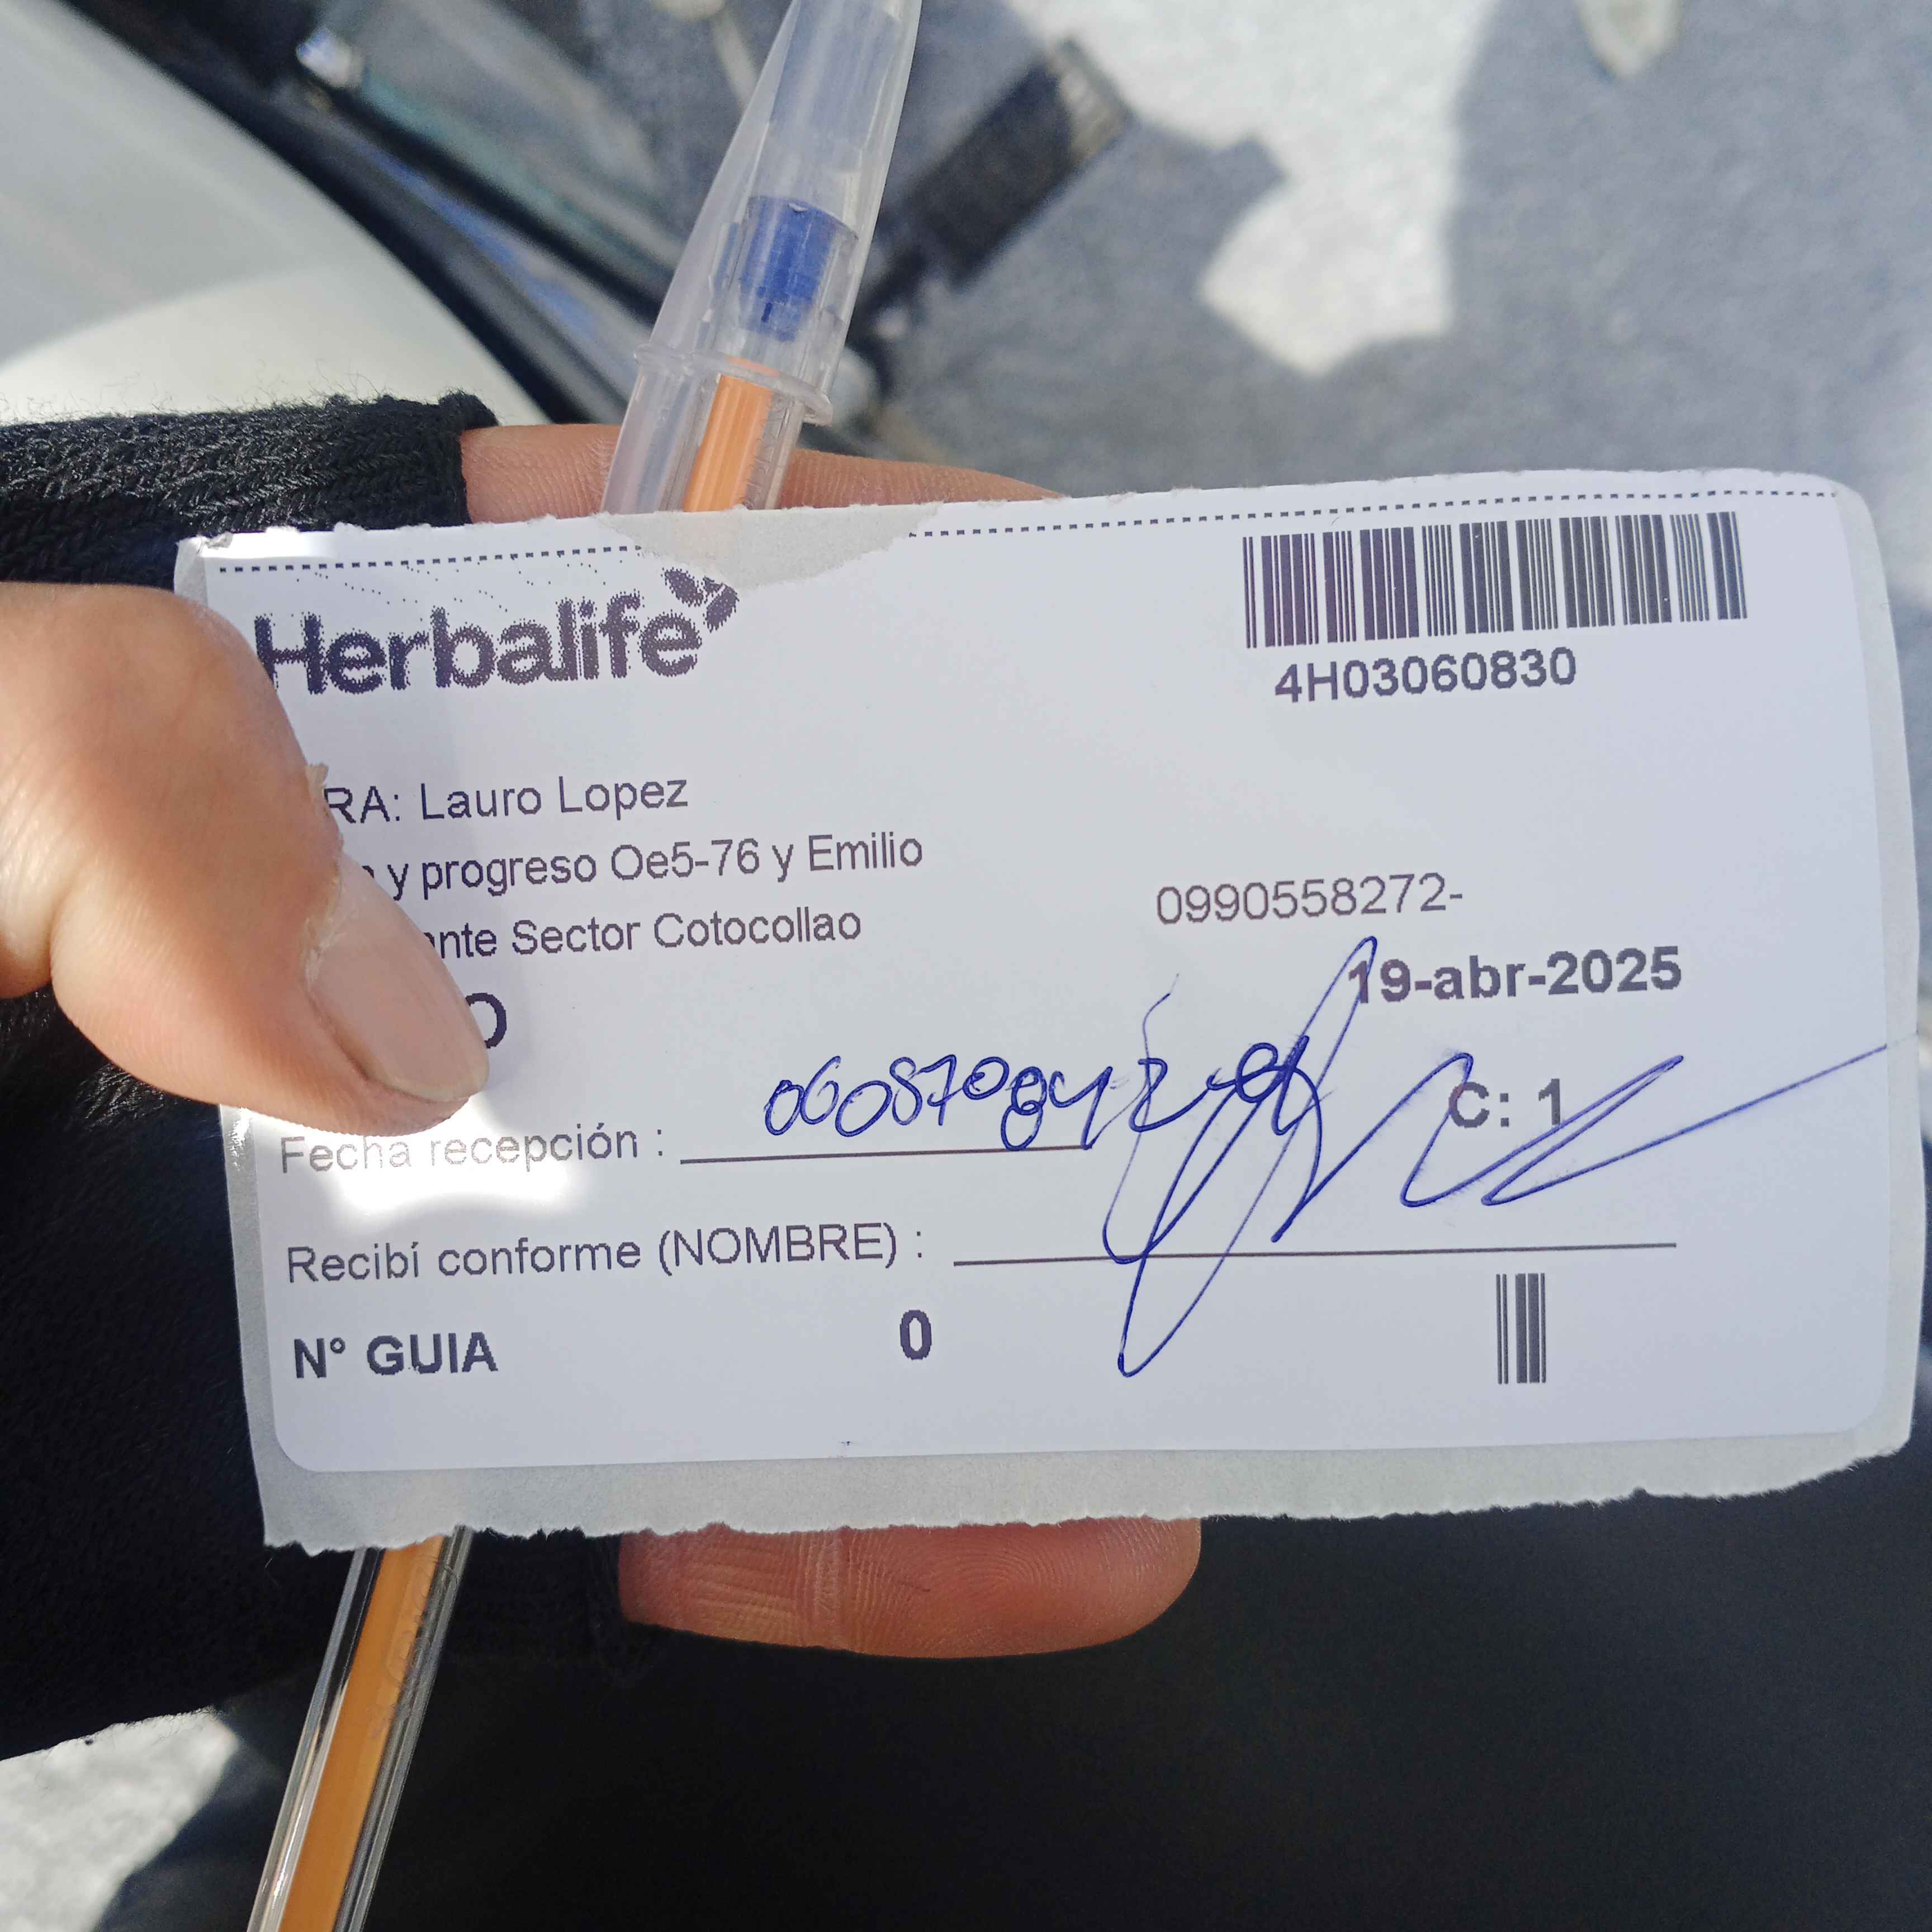 Herbalife
4H03060830
RA: Lauro Lopez
y progreso Oe5-76 y Emilio
nte Sector Cotocollao
0990558272-
19-abr-2025
O
C: 1
Fecha recepción :
Recibí conforme (NOMBRE) :
N° GUIA 0